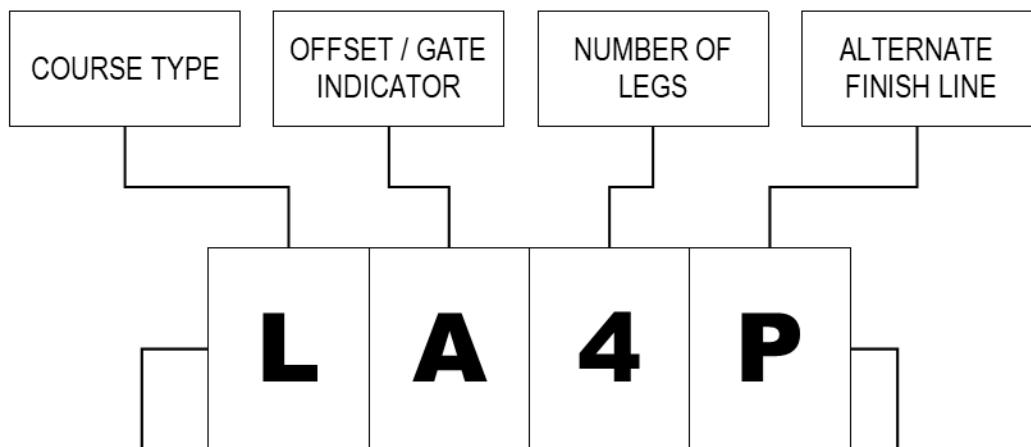 COURSE TYPE
OFFSET / GATE
INDICATOR
NUMBER OF
LEGS
ALTERNATE
FINISH LINE
L A 4 P